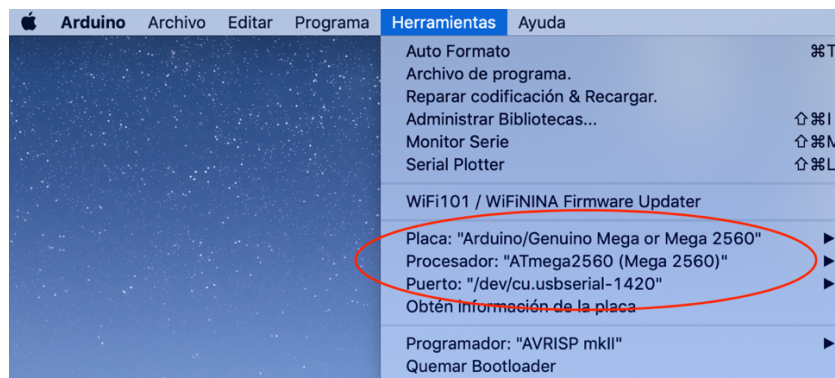 Arduino Archivo Editar Programa Herramientas Ayuda
Auto Formato ⌘T
Archivo de programa.
Reparar codificación & Recargar.
Administrar Bibliotecas... ⇧⌘I
Monitor Serie ⇧⌘M
Serial Plotter ⇧⌘L
WiFi101 / WiFiNINA Firmware Updater
Placa: "Arduino/Genuino Mega or Mega 2560"
Procesador: "ATmega2560 (Mega 2560)"
Puerto: "/dev/cu.usbserial-1420"
Obtén información de la placa
Programador: "AVRISP mkII"
Quemar Bootloader